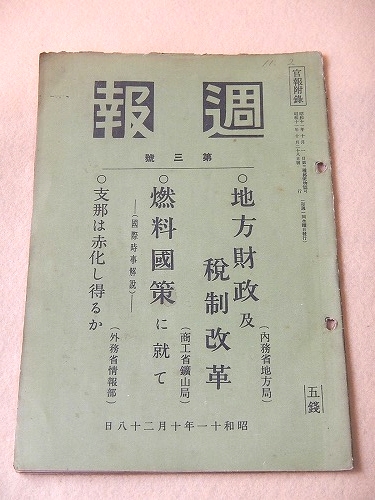 官報附錄
週報
第三號
地方財政及
稅制改革
(內務省地方局)
燃料國策に就て
(商工省鑛山局)
―(國際時事解說)―
支那は赤化し得るか
(外務省情報部)
五錢
昭和十一年十月二十八日